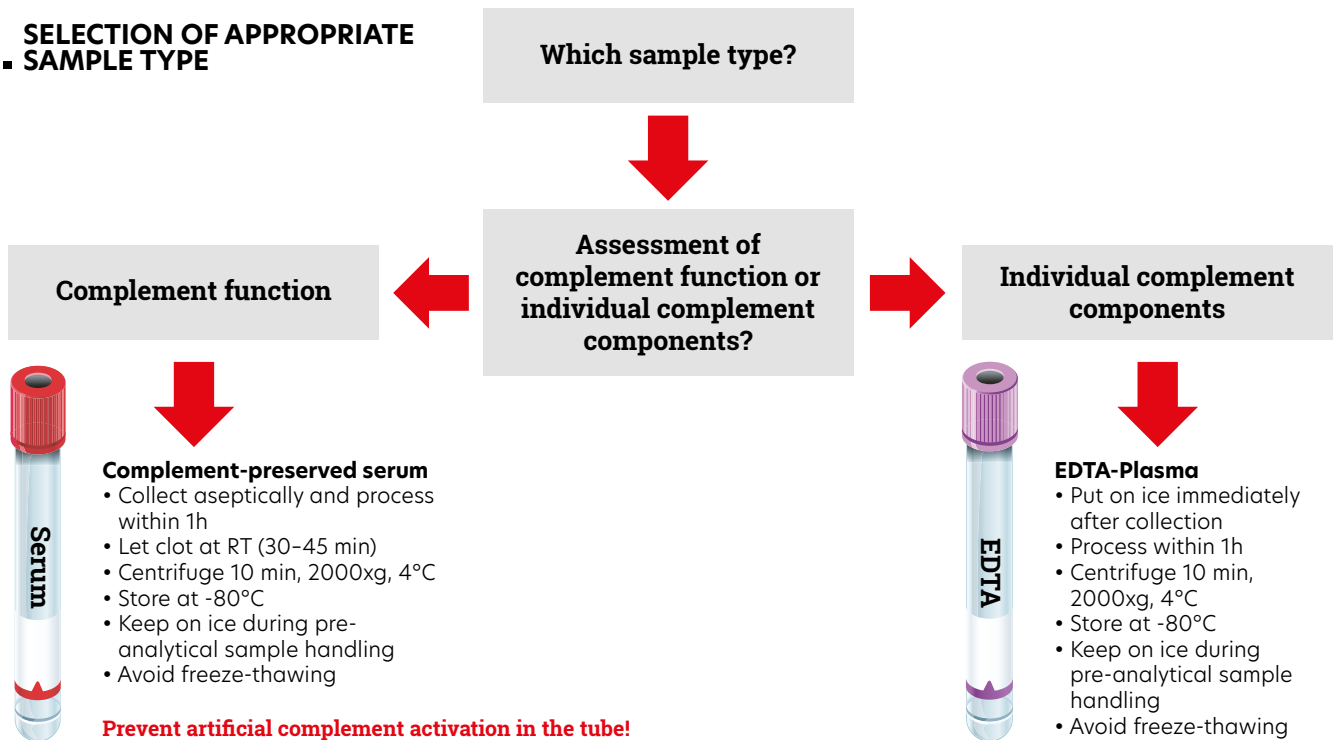 SELECTION OF APPROPRIATE
▪ SAMPLE TYPE
Which sample type?
Assessment of
complement function or
individual complement
components?
Complement function
Individual complement
components
Serum
Complement-preserved serum
• Collect aseptically and process
within 1h
• Let clot at RT (30–45 min)
• Centrifuge 10 min, 2000xg, 4°C
• Store at -80°C
• Keep on ice during pre-
analytical sample handling
• Avoid freeze-thawing
Prevent artificial complement activation in the tube!
EDTA
EDTA-Plasma
• Put on ice immediately
after collection
• Process within 1h
• Centrifuge 10 min,
2000xg, 4°C
• Store at -80°C
• Keep on ice during
pre-analytical sample
handling
• Avoid freeze-thawing